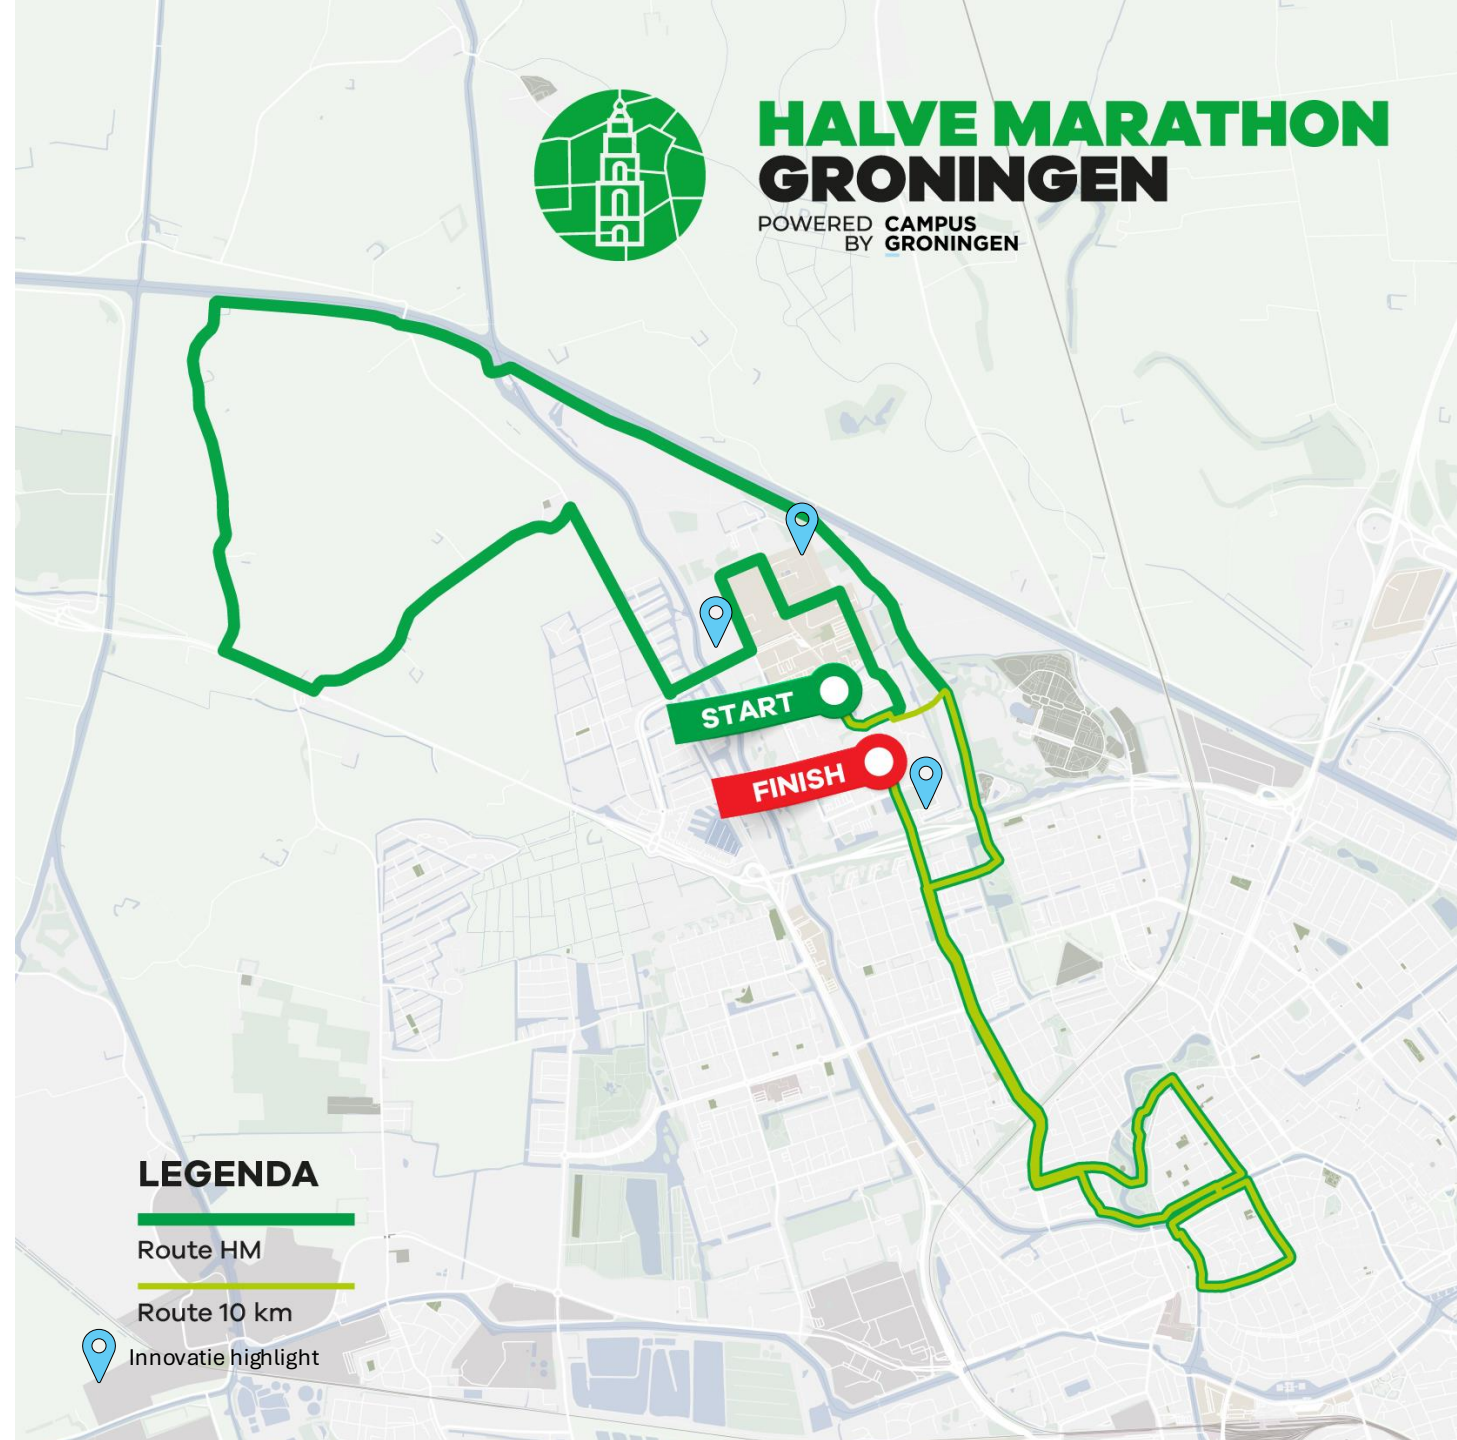 HALVE MARATHON
GRONINGEN
POWERED CAMPUS
BY GRONINGEN
START
FINISH
LEGENDA
Route HM
Route 10 km
Innovatie highlight